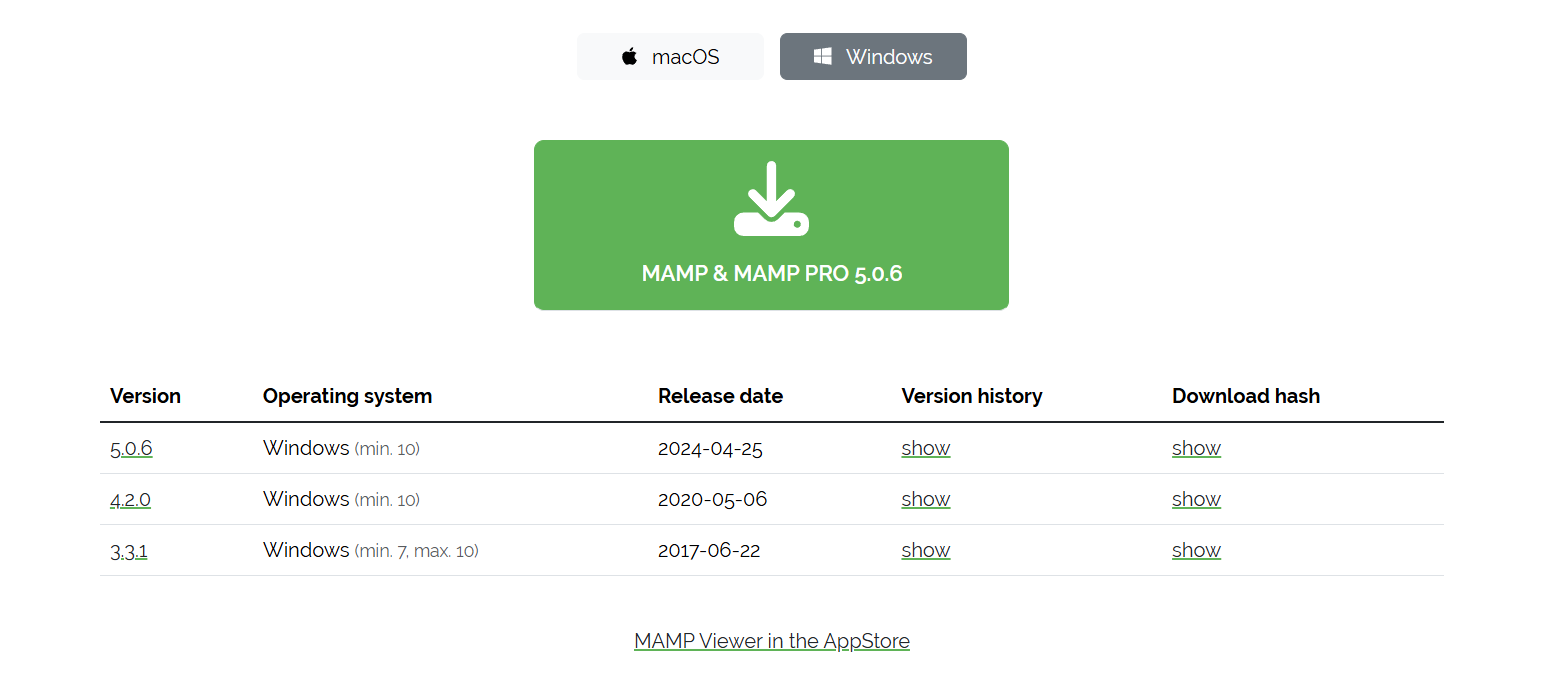 macOS Windows
MAMP & MAMP PRO 5.0.6
Version Operating system Release date Version history Download hash
5.0.6 Windows (min. 10) 2024-04-25 show show
4.2.0 Windows (min. 10) 2020-05-06 show show
3.3.1 Windows (min. 7, max. 10) 2017-06-22 show show
MAMP Viewer in the AppStore